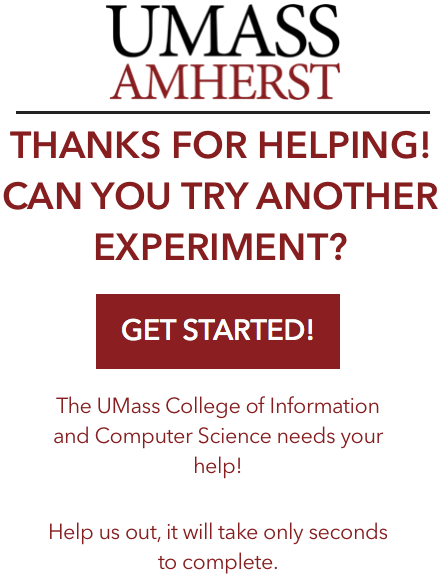 UMASS
AMHERST
THANKS FOR HELPING!
CAN YOU TRY ANOTHER
EXPERIMENT?
GET STARTED!
The UMass College of Information
and Computer Science needs your
help!
Help us out, it will take only seconds
to complete.